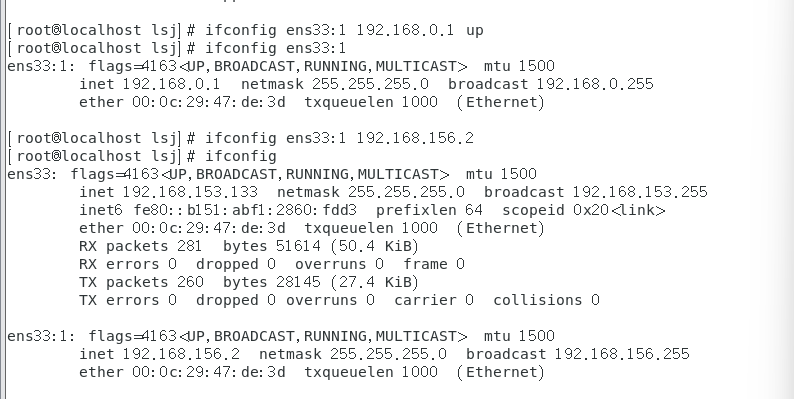 [root@localhost lsj]# ifconfig ens33:1 192.168.0.1 up
[root@localhost lsj]# ifconfig ens33:1
ens33:1: flags=4163<UP,BROADCAST,RUNNING,MULTICAST>  mtu 1500
        inet 192.168.0.1  netmask 255.255.255.0  broadcast 192.168.0.255
        ether 00:0c:29:47:de:3d  txqueuelen 1000  (Ethernet)
[root@localhost lsj]# ifconfig ens33:1 192.168.156.2
[root@localhost lsj]# ifconfig
ens33: flags=4163<UP,BROADCAST,RUNNING,MULTICAST>  mtu 1500
        inet 192.168.153.133  netmask 255.255.255.0  broadcast 192.168.153.255
        inet6 fe80::b151:abf1:2860:fdd3  prefixlen 64  scopeid 0x20<link>
        ether 00:0c:29:47:de:3d  txqueuelen 1000  (Ethernet)
        RX packets 281  bytes 51614 (50.4 KiB)
        RX errors 0  dropped 0  overruns 0  frame 0
        TX packets 260  bytes 28145 (27.4 KiB)
        TX errors 0  dropped 0 overruns 0  carrier 0  collisions 0
ens33:1: flags=4163<UP,BROADCAST,RUNNING,MULTICAST>  mtu 1500
        inet 192.168.156.2  netmask 255.255.255.0  broadcast 192.168.156.255
        ether 00:0c:29:47:de:3d  txqueuelen 1000  (Ethernet)